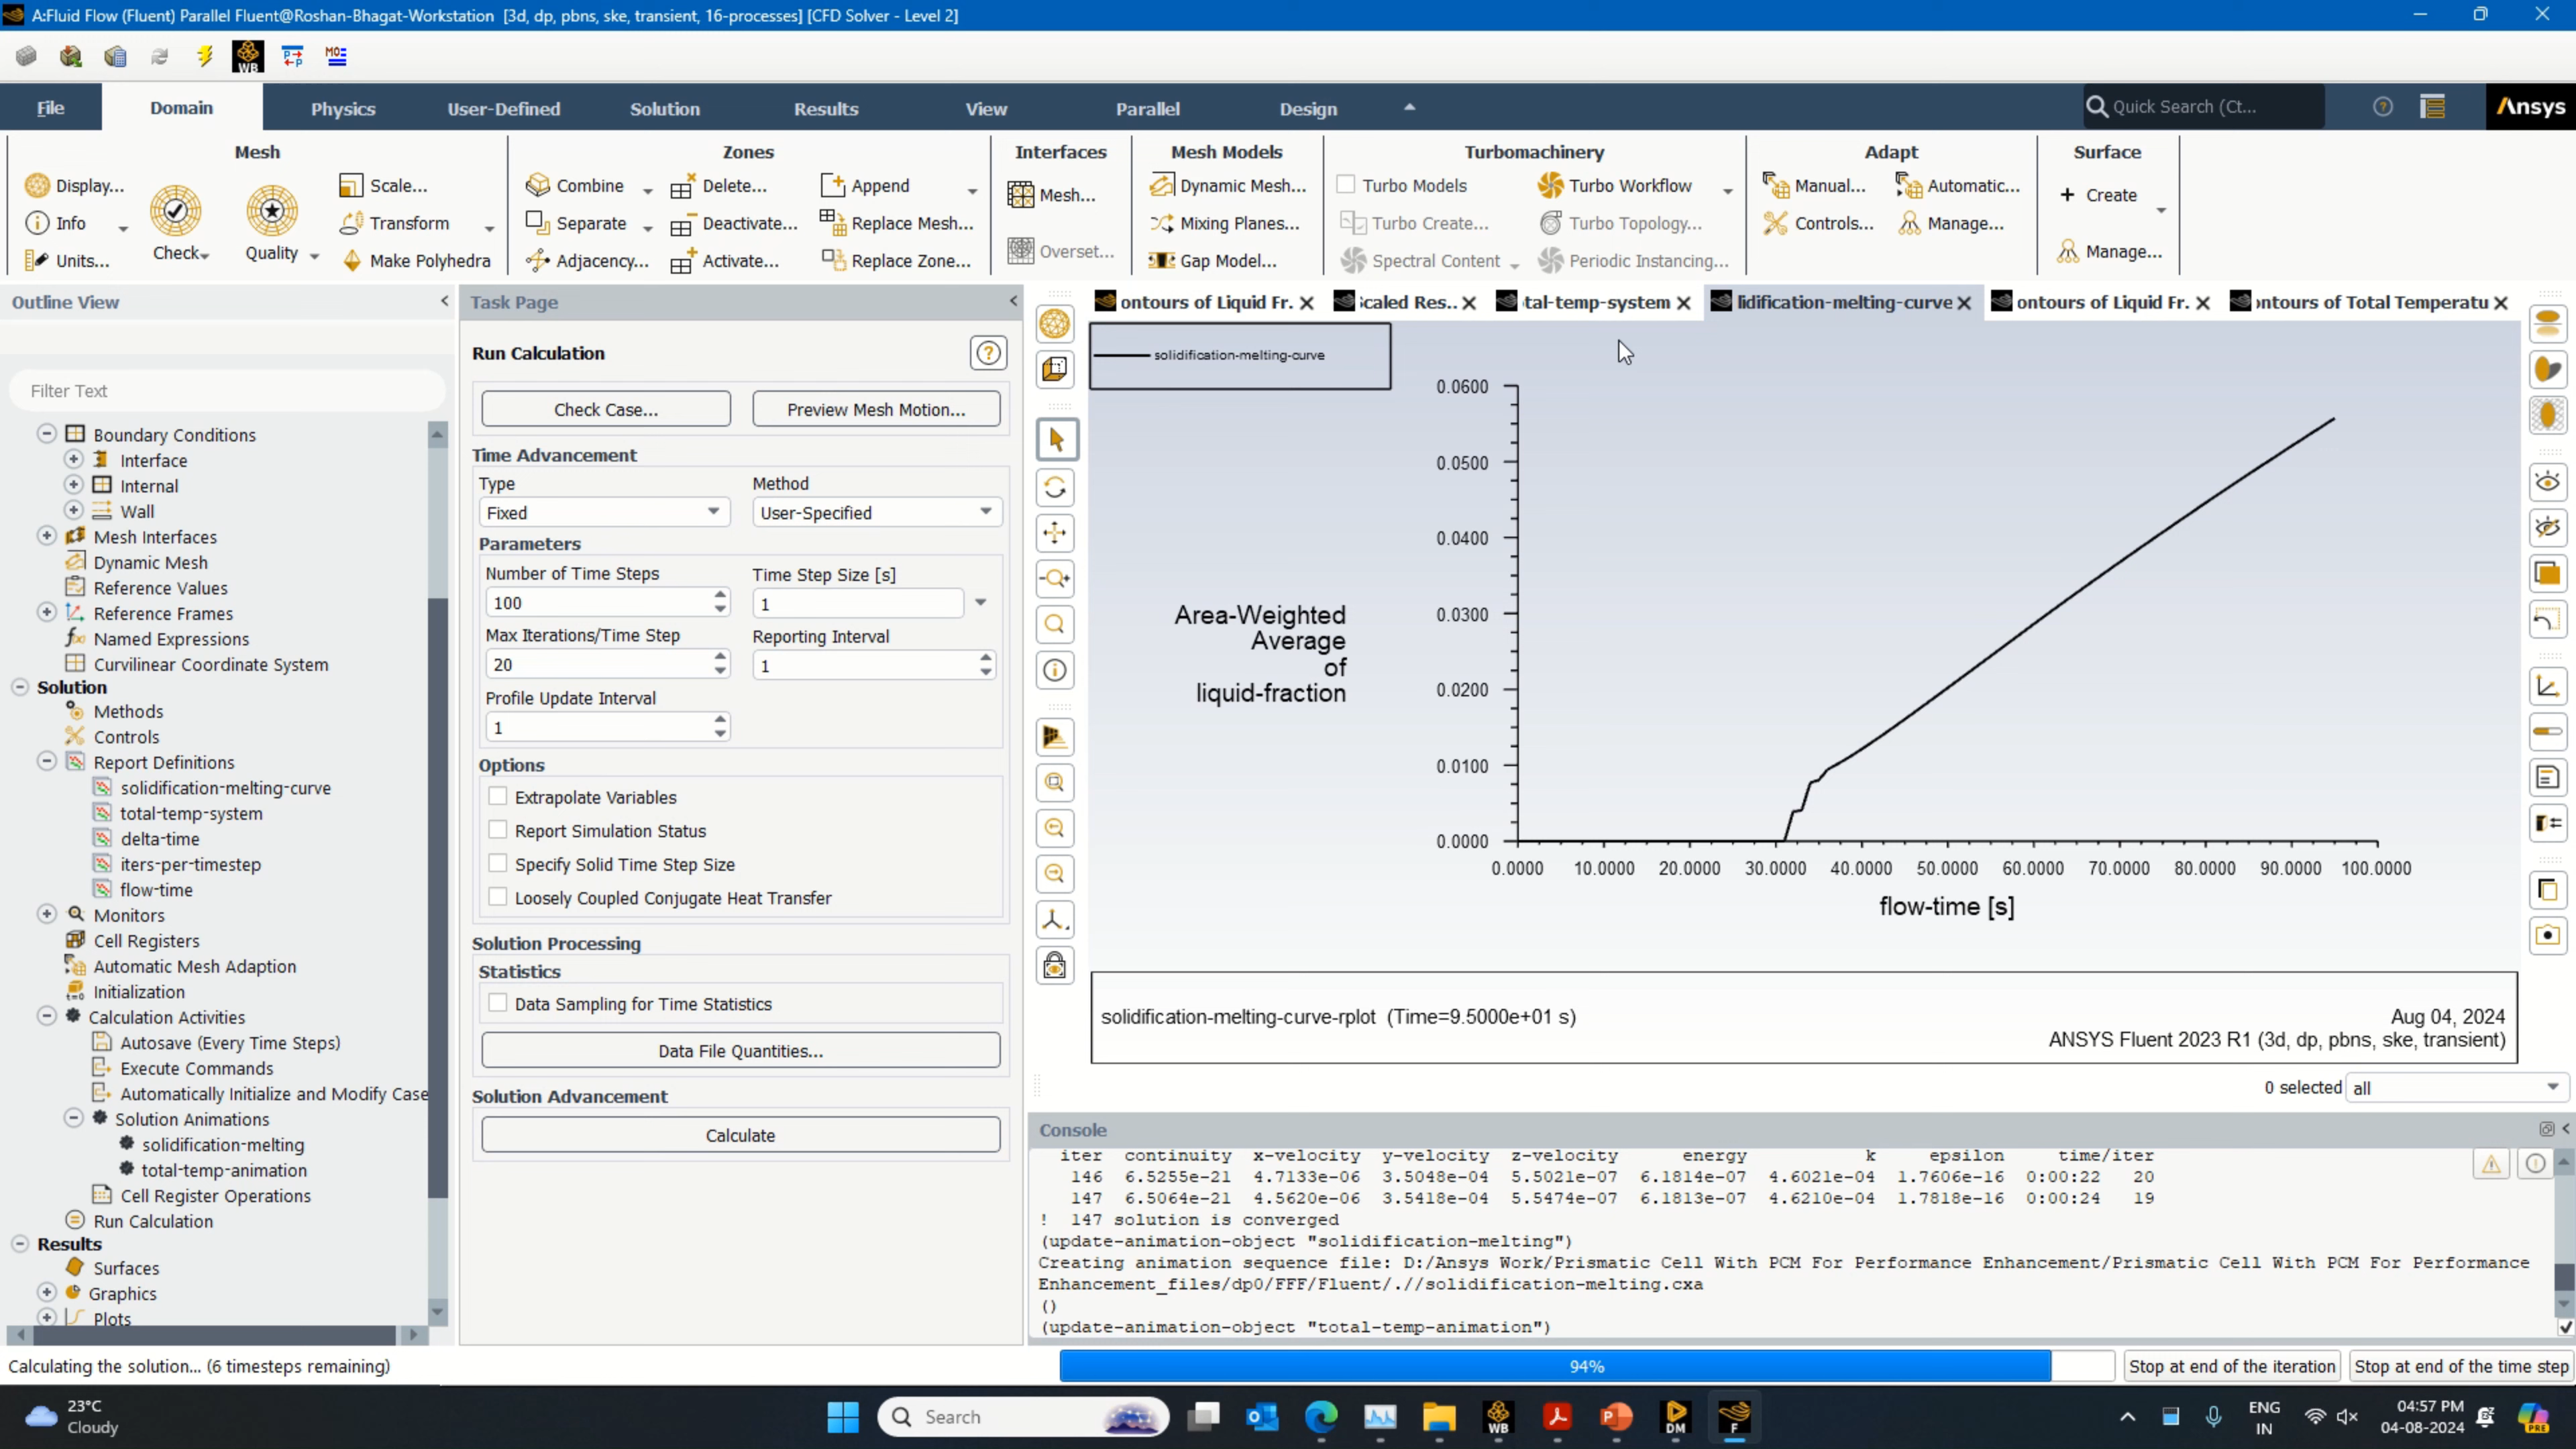 A:Fluid Flow (Fluent) Parallel Fluent@Roshan-Bhagat-Workstation [3d, dp, pbns, ske, transient, 16-processes] [CFD Solver - Level 2]
WB
File Domain Physics User-Defined Solution Results View Parallel Design Quick Search (Ct... Ansys
Mesh Zones Interfaces Mesh Models Turbomachinery Adapt Surface
Display... Scale... Combine Delete... Append Mesh... Dynamic Mesh... Turbo Models Turbo Workflow Manual... Automatic... + Create
Info Check Quality Transform Separate Deactivate... Replace Mesh... Overset... Mixing Planes... Turbo Create... Turbo Topology... Controls... Manage... Manage...
Units... Make Polyhedra Adjacency... Activate... Replace Zone... Gap Model... Spectral Content Periodic Instancing...
Outline View
Filter Text
Boundary Conditions
Interface
Internal
Wall
Mesh Interfaces
Dynamic Mesh
Reference Values
Reference Frames
Named Expressions
Curvilinear Coordinate System
Solution
Methods
Controls
Report Definitions
solidification-melting-curve
total-temp-system
delta-time
iters-per-timestep
flow-time
Monitors
Cell Registers
Automatic Mesh Adaption
Initialization
Calculation Activities
Autosave (Every Time Steps)
Execute Commands
Automatically Initialize and Modify Case
Solution Animations
solidification-melting
total-temp-animation
Cell Register Operations
Run Calculation
Results
Surfaces
Graphics
Plots
Task Page
Run Calculation
Check Case... Preview Mesh Motion...
Time Advancement
Type Method
Fixed User-Specified
Parameters
Number of Time Steps Time Step Size [s]
100 1
Max Iterations/Time Step Reporting Interval
20 1
Profile Update Interval
1
Options
Extrapolate Variables
Report Simulation Status
Specify Solid Time Step Size
Loosely Coupled Conjugate Heat Transfer
Solution Processing
Statistics
Data Sampling for Time Statistics
Data File Quantities...
Solution Advancement
Calculate
ontours of Liquid Fr. caled Res.. tal-temp-system lidification-melting-curve ontours of Liquid Fr. ntours of Total Temperatu
solidification-melting-curve
0.0600
0.0500
0.0400
0.0300
0.0200
0.0100
0.0000
Area-Weighted
Average
of
liquid-fraction
0.0000 10.0000 20.0000 30.0000 40.0000 50.0000 60.0000 70.0000 80.0000 90.0000 100.0000
flow-time [s]
solidification-melting-curve-rplot (Time=9.5000e+01 s)
Aug 04, 2024
ANSYS Fluent 2023 R1 (3d, dp, pbns, ske, transient)
0 selected all
Console
iter continuity x-velocity y-velocity z-velocity energy k epsilon time/iter
146 6.5255e-21 4.7133e-06 3.5048e-04 5.5021e-07 6.1814e-07 4.6021e-04 1.7606e-16 0:00:22 20
147 6.5064e-21 4.5620e-06 3.5418e-04 5.5474e-07 6.1813e-07 4.6210e-04 1.7818e-16 0:00:24 19
! 147 solution is converged
(update-animation-object "solidification-melting")
Creating animation sequence file: D:/Ansys Work/Prismatic Cell With PCM For Performance Enhancement/Prismatic Cell With PCM For Performance
Enhancement_files/dp0/FFF/Fluent/.//solidification-melting.cxa
()
(update-animation-object "total-temp-animation")
Calculating the solution... (6 timesteps remaining) 94% Stop at end of the iteration Stop at end of the time step
23°C
Cloudy
Search
WB DM F
ENG
IN
04:57 PM
04-08-2024
PRE